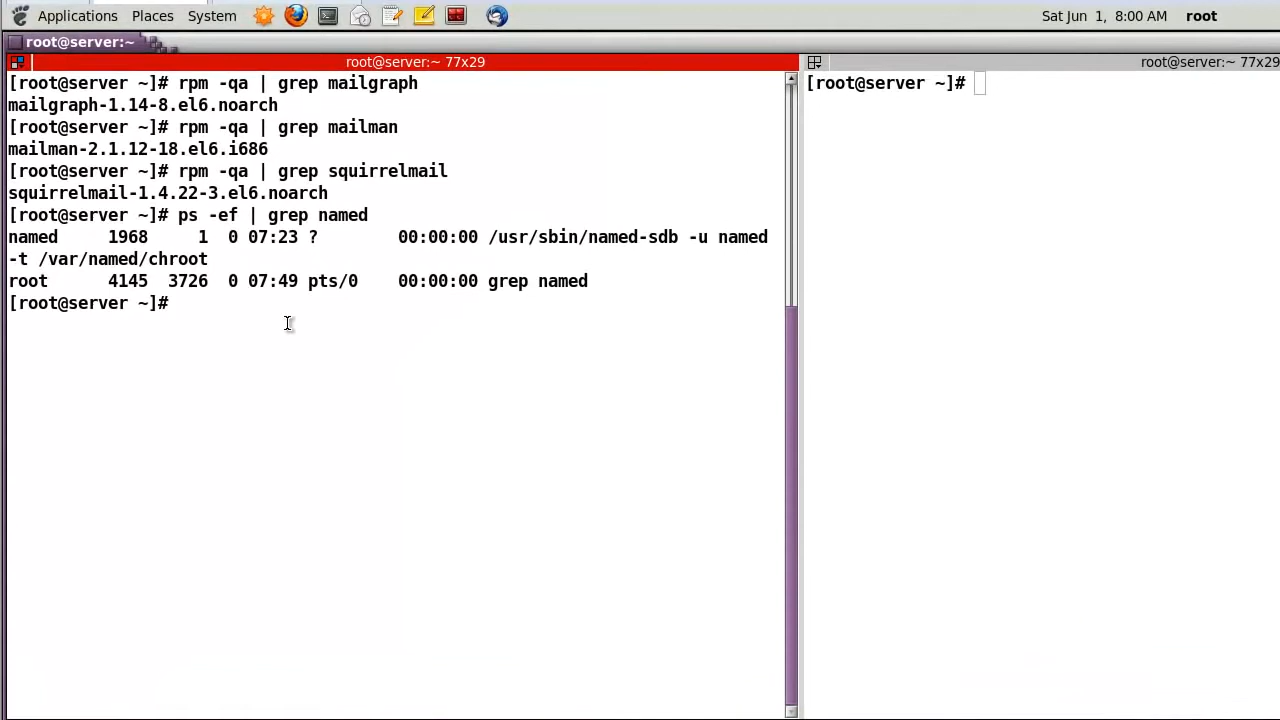 Applications Places System Sat Jun 1, 8:00 AM root
root@server:~
root@server:~ 77x29
[root@server ~]# rpm -qa | grep mailgraph
mailgraph-1.14-8.el6.noarch
[root@server ~]# rpm -qa | grep mailman
mailman-2.1.12-18.el6.i686
[root@server ~]# rpm -qa | grep squirrelmail
squirrelmail-1.4.22-3.el6.noarch
[root@server ~]# ps -ef | grep named
named     1968     1  0 07:23 ?        00:00:00 /usr/sbin/named-sdb -u named
-t /var/named/chroot
root      4145  3726  0 07:49 pts/0    00:00:00 grep named
[root@server ~]#
root@server:~ 77x29
[root@server ~]#